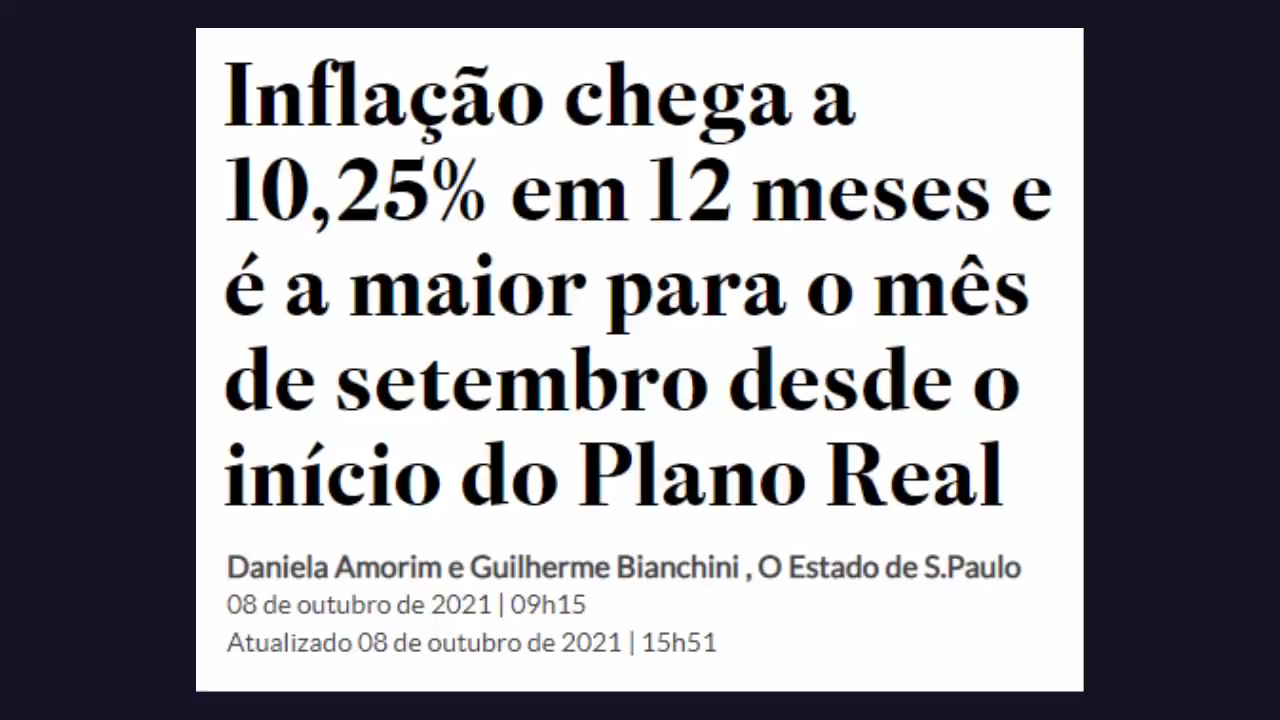 Inflação chega a
10,25% em 12 meses e
é a maior para o mês
de setembro desde o
início do Plano Real
Daniela Amorim e Guilherme Bianchini , O Estado de S.Paulo
08 de outubro de 2021 | 09h15
Atualizado 08 de outubro de 2021 | 15h51